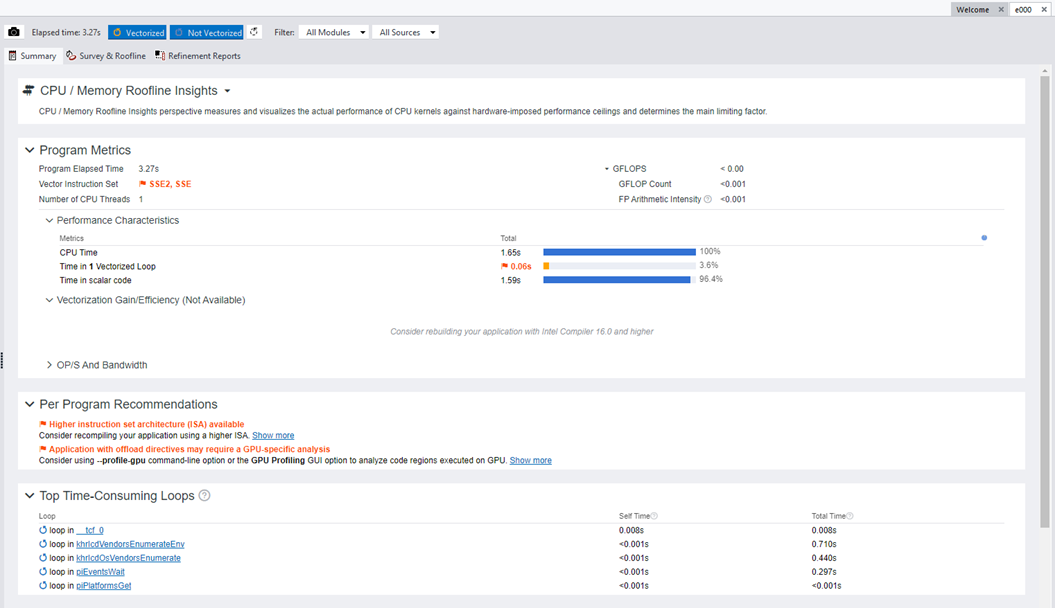 Welcome ✕ e000 ✕
Elapsed time: 3.27s Vectorized Not Vectorized Filter: All Modules All Sources
Summary Survey & Roofline Refinement Reports
CPU / Memory Roofline Insights
CPU / Memory Roofline Insights perspective measures and visualizes the actual performance of CPU kernels against hardware-imposed performance ceilings and determines the main limiting factor.
Program Metrics
Program Elapsed Time 3.27s GFLOPS < 0.00
Vector Instruction Set SSE2, SSE GFLOP Count <0.001
Number of CPU Threads 1 FP Arithmetic Intensity ? <0.001
Performance Characteristics
Metrics Total
CPU Time 1.65s 100%
Time in 1 Vectorized Loop 0.06s 3.6%
Time in scalar code 1.59s 96.4%
Vectorization Gain/Efficiency (Not Available)
Consider rebuilding your application with Intel Compiler 16.0 and higher
OP/S And Bandwidth
Per Program Recommendations
Higher instruction set architecture (ISA) available
Consider recompiling your application using a higher ISA. Show more
Application with offload directives may require a GPU-specific analysis
Consider using --profile-gpu command-line option or the GPU Profiling GUI option to analyze code regions executed on GPU. Show more
Top Time-Consuming Loops ?
Loop Self Time ? Total Time ?
loop in __tcf_0 0.008s 0.008s
loop in khrIcdVendorsEnumerateEnv <0.001s 0.710s
loop in khrIcdOsVendorsEnumerate <0.001s 0.440s
loop in piEventsWait <0.001s 0.297s
loop in piPlatformsGet <0.001s <0.001s